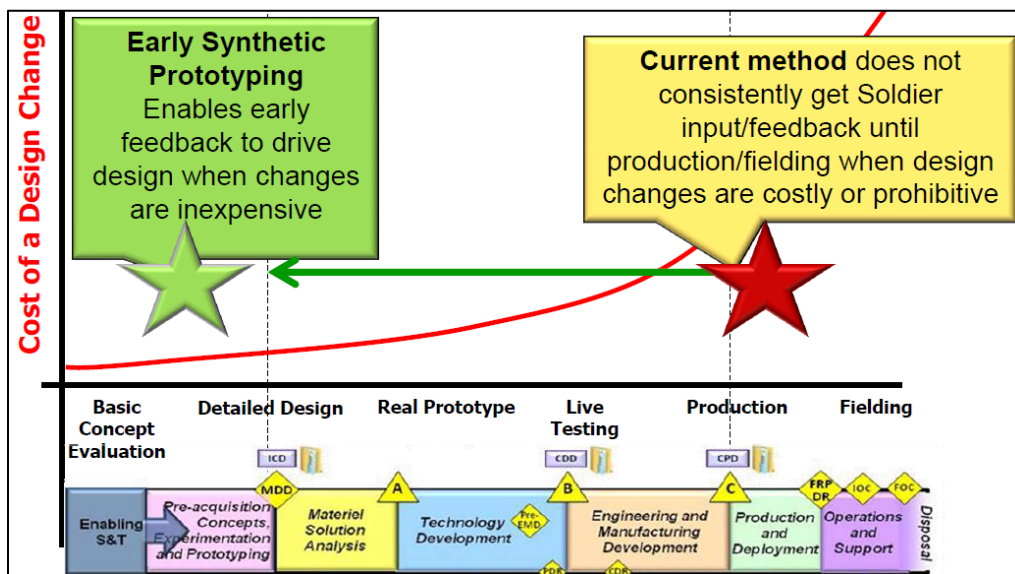 Cost of a Design Change
Early Synthetic
Prototyping
Enables early
feedback to drive
design when changes
are inexpensive
Current method does not
consistently get Soldier
input/feedback until
production/fielding when design
changes are costly or prohibitive
Basic
Concept
Evaluation
Detailed Design
Real Prototype
Live
Testing
Production
Fielding
ICD
CDD
CPD
MDD
A
B
C
FRP
DR
IOC
FOC
Enabling
S&T
Pre-acquisition
Concepts,
Experimentation
and Prototyping
Materiel
Solution
Analysis
Technology
Development
Pre-
EMD
Engineering and
Manufacturing
Development
Production
and
Deployment
Operations
and
Support
Disposal
PDR
CDR